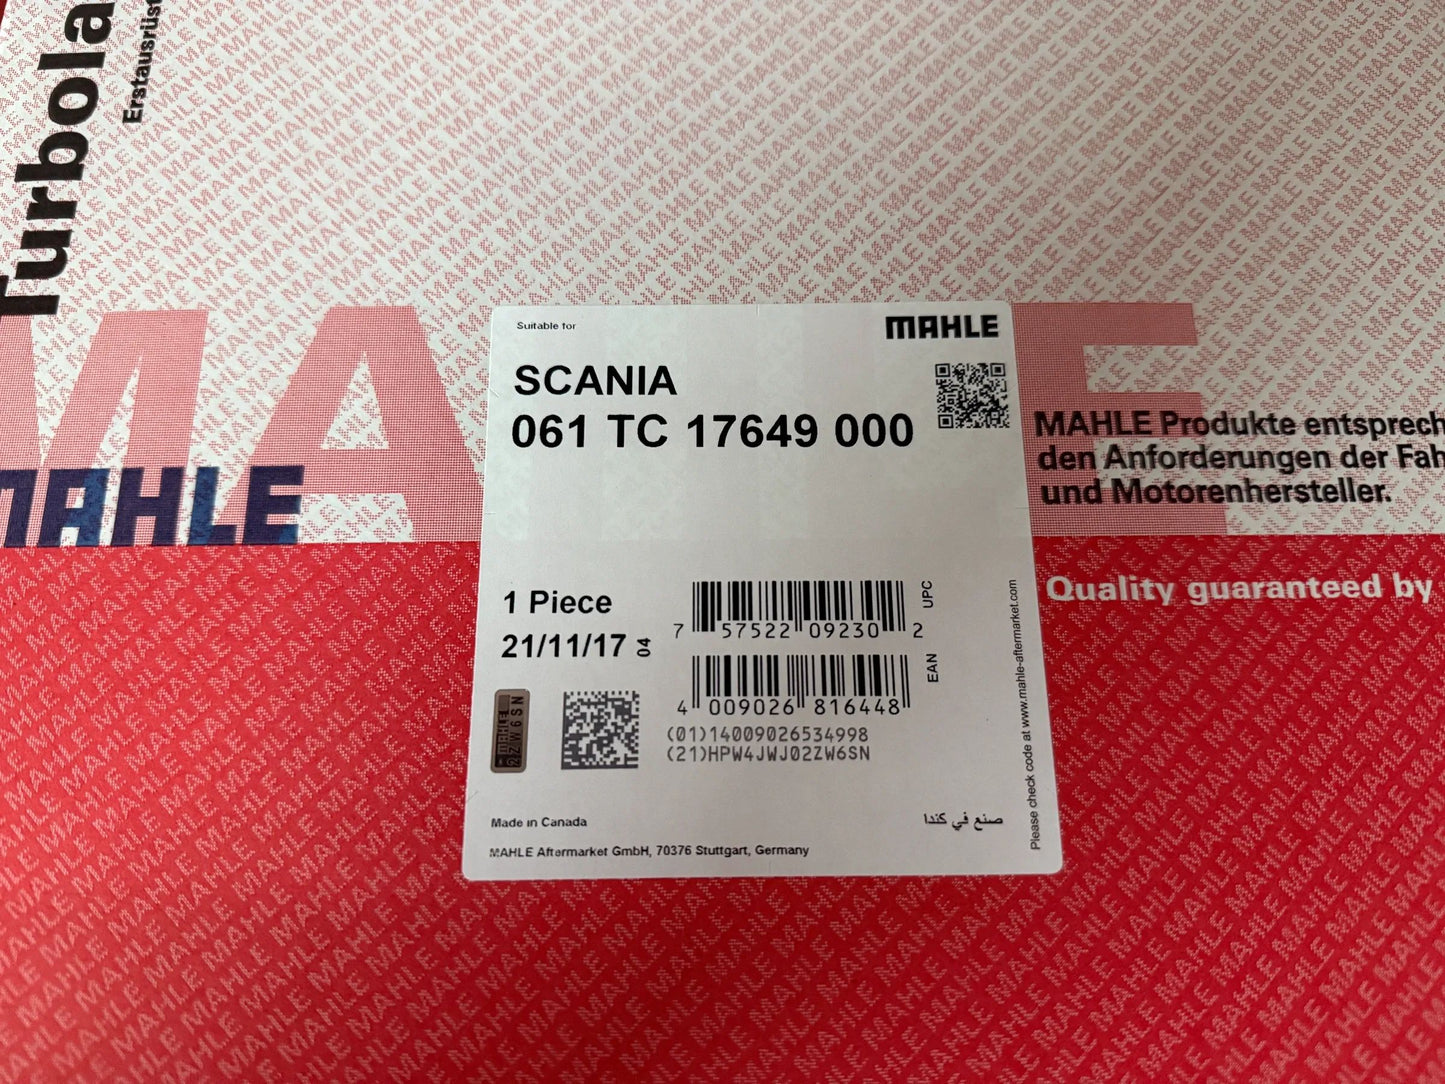 Turbola
Erstausrüst
MAHLE
Suitable for
MAHLE
SCANIA
061 TC 17649 000
1 Piece
21/11/17 04
7 57522 09230 2
UPC
4 009026 816448
EAN
(01)14009026534998
(21)HPW4JWJ02ZW6SN
MAHLE
2ZW6SN
Made in Canada
صنع في كندا
MAHLE Aftermarket GmbH, 70376 Stuttgart, Germany
Please check code at www.mahle-aftermarket.com
MAHLE Produkte entsprech
den Anforderungen der Fah
und Motorenhersteller.
Quality guaranteed by